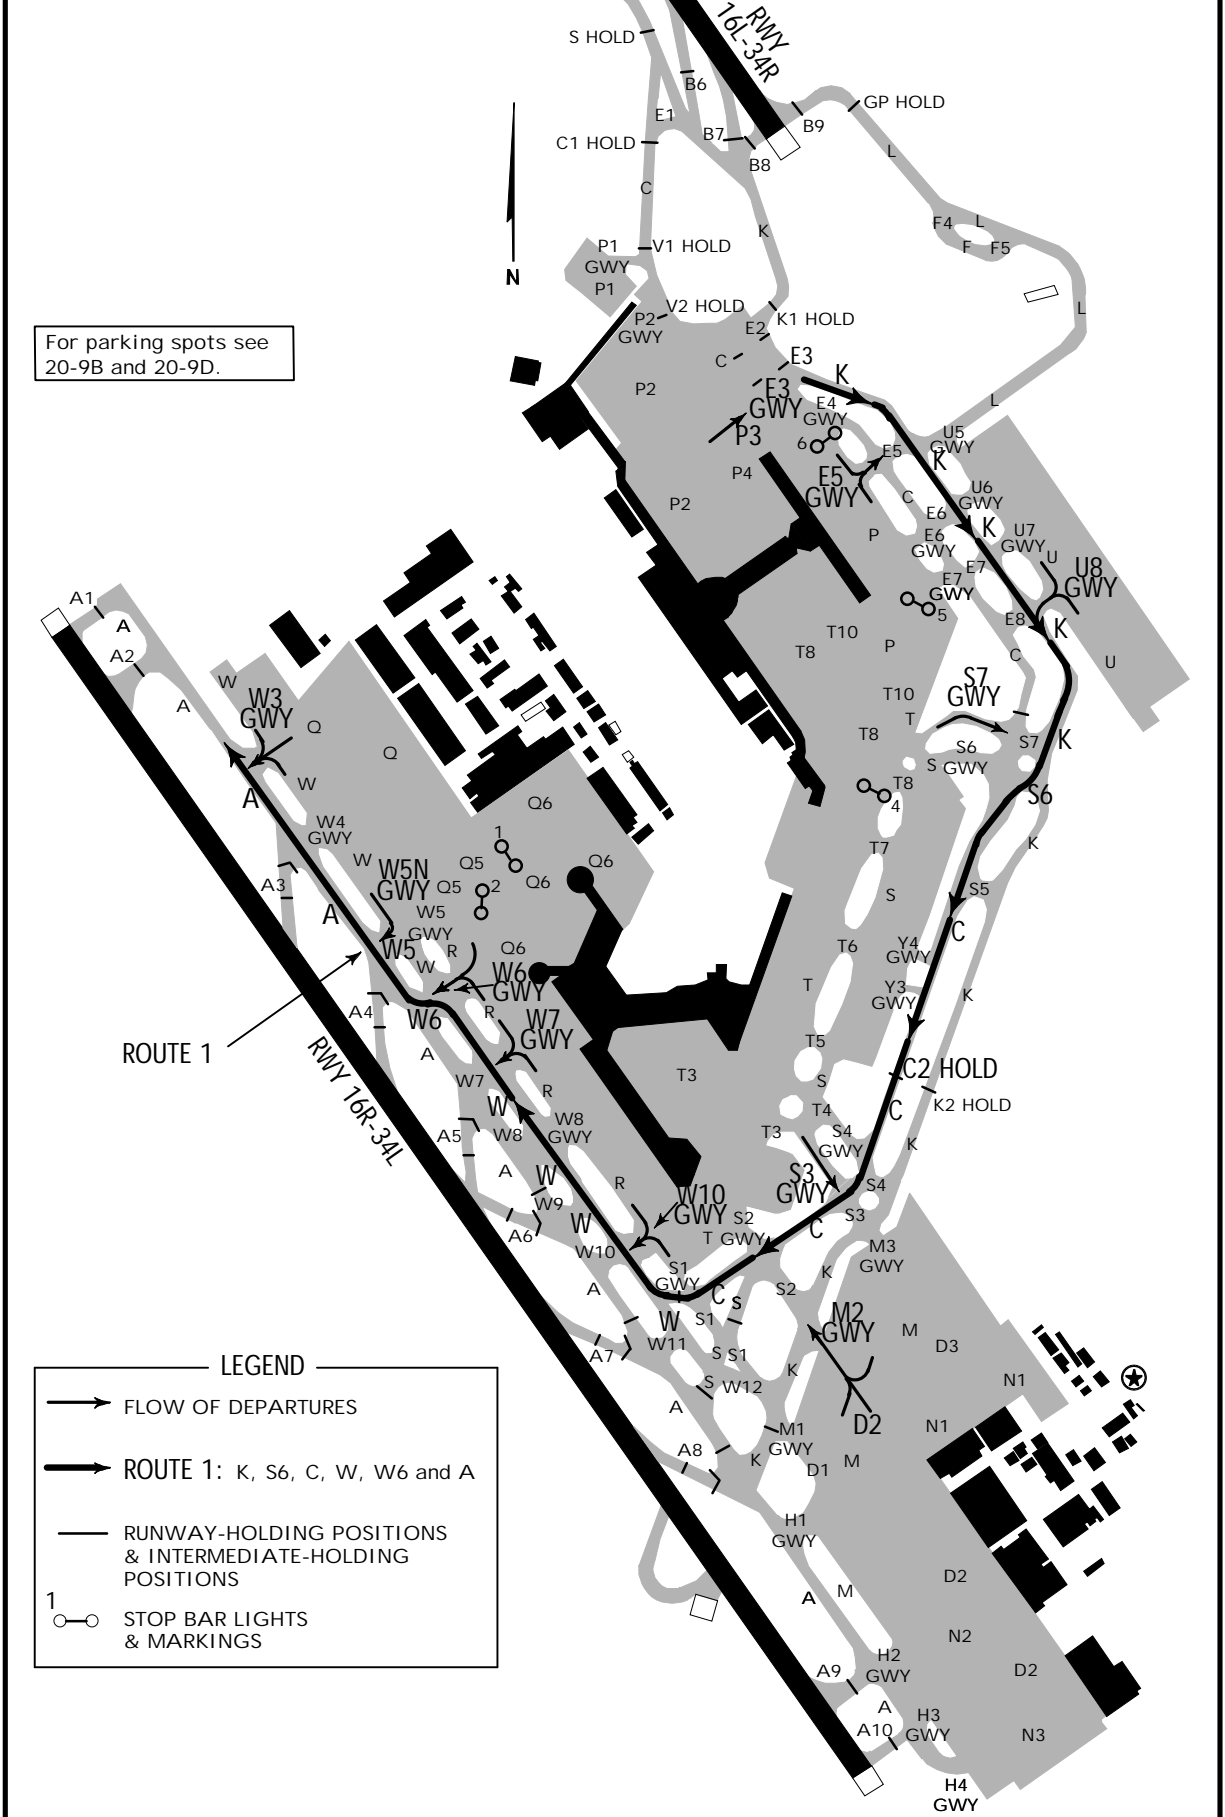 RWY
16L-34R
S HOLD
B6
GP HOLD
E1
B9
B7
C1 HOLD
L
B8
C
F4
L
K
P1
GWY
V1 HOLD
F
F5
P1
N
V2 HOLD
L
P2
GWY
K1 HOLD
E2
For parking spots see
20-9B and 20-9D.
C
E3
K
P2
E3
GWY
E4
GWY
L
P3
6
U5
GWY
E5
K
P4
E5
GWY
U6
GWY
C
P2
E6
K
P
E6
GWY
U7
GWY
U
E7
U8
GWY
E7
GWY
A1
5
E8
K
A
T10
P
T8
C
A2
U
W
S7
GWY
W3
GWY
T10
A
Q
T
T8
S7
K
Q
S6
GWY
S
W
T8
A
4
S6
Q6
W4
GWY
1
K
T7
W
Q5
Q6
W5N
GWY
Q6
A3
Q5
2
S5
S
A
W5
GWY
C
W5
R
Q6
T6
Y4
GWY
W
W6
GWY
T
Y3
GWY
K
A4
W6
R
W7
GWY
T5
ROUTE 1
RWY 16R-34L
A
C2 HOLD
T3
W7
S
R
W
K2 HOLD
C
T4
W8
GWY
A5
W8
T3
S4
GWY
K
A
W
R
S3
GWY
S4
W9
W10
GWY
W
S2
GWY
S3
A6
T
C
W10
M3
GWY
S1
GWY
K
A
C
S
S2
W
S1
M2
GWY
M
W11
D3
A7
S
S1
K
LEGEND
S
W12
N1
FLOW OF DEPARTURES
A
D2
N1
M1
GWY
A8
K
M
ROUTE 1: K, S6, C, W, W6 and A
D1
RUNWAY-HOLDING POSITIONS
& INTERMEDIATE-HOLDING
POSITIONS
H1
GWY
D2
1
STOP BAR LIGHTS
& MARKINGS
A
M
N2
H2
GWY
A9
D2
A
A10
H3
GWY
N3
H4
GWY